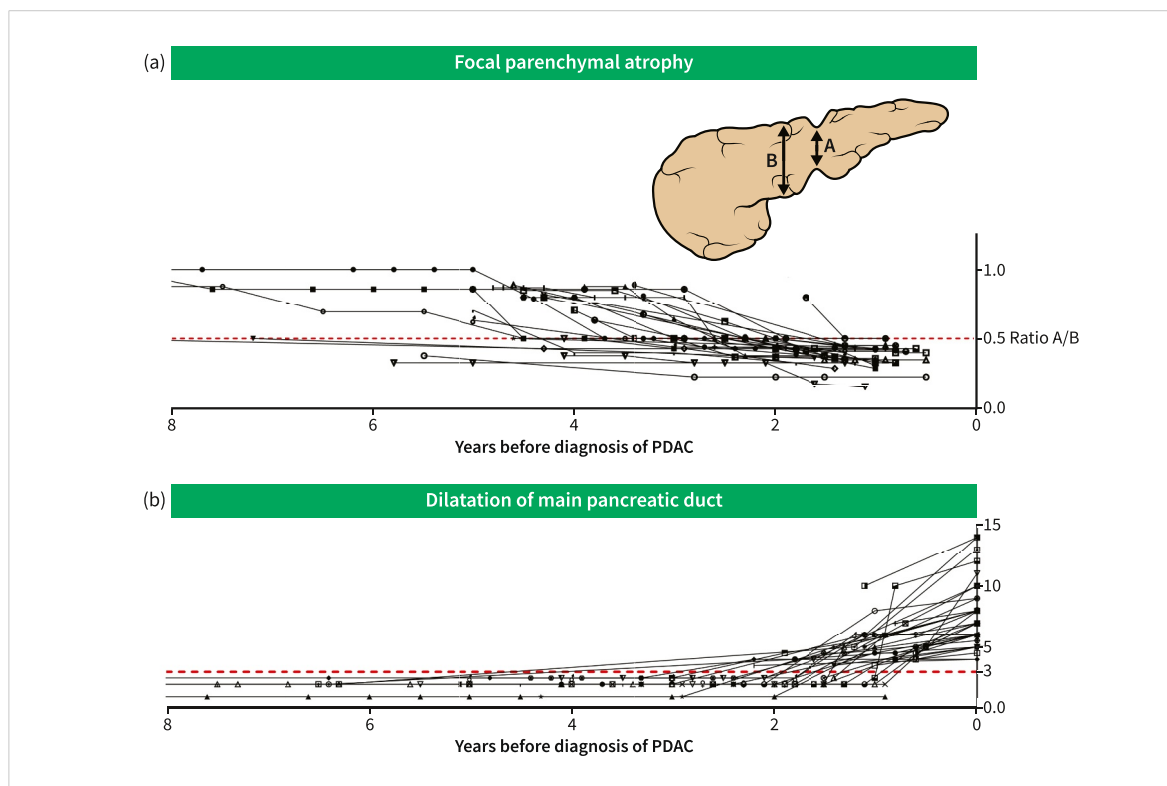 (a)
Focal parenchymal atrophy
B
A
1.0
0.5 Ratio A/B
0.0
8 6 4 2 0
Years before diagnosis of PDAC
(b)
Dilatation of main pancreatic duct
15
10
5
3
0.0
8 6 4 2 0
Years before diagnosis of PDAC